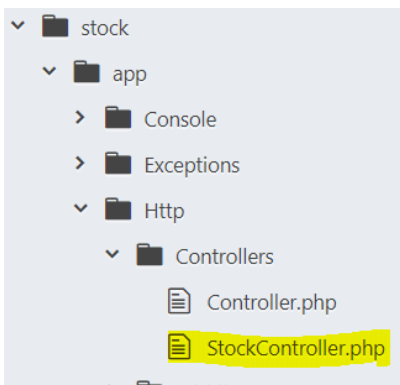 stock
app
Console
Exceptions
Http
Controllers
Controller.php
StockController.php